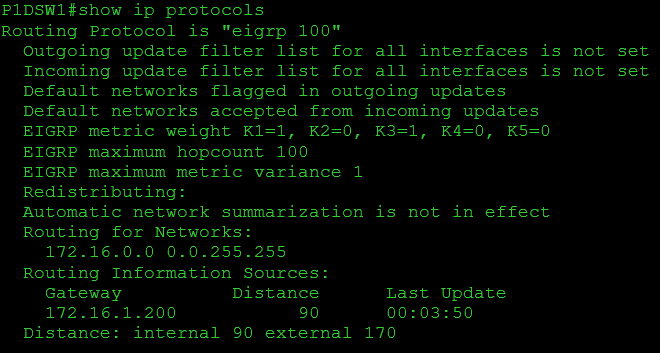 P1DSW1#show ip protocols
Routing Protocol is "eigrp 100"
Outgoing update filter list for all interfaces is not set
Incoming update filter list for all interfaces is not set
Default networks flagged in outgoing updates
Default networks accepted from incoming updates
EIGRP metric weight K1=1, K2=0, K3=1, K4=0, K5=0
EIGRP maximum hopcount 100
EIGRP maximum metric variance 1
Redistributing:
Automatic network summarization is not in effect
Routing for Networks:
172.16.0.0 0.0.255.255
Routing Information Sources:
Gateway Distance Last Update
172.16.1.200 90 00:03:50
Distance: internal 90 external 170